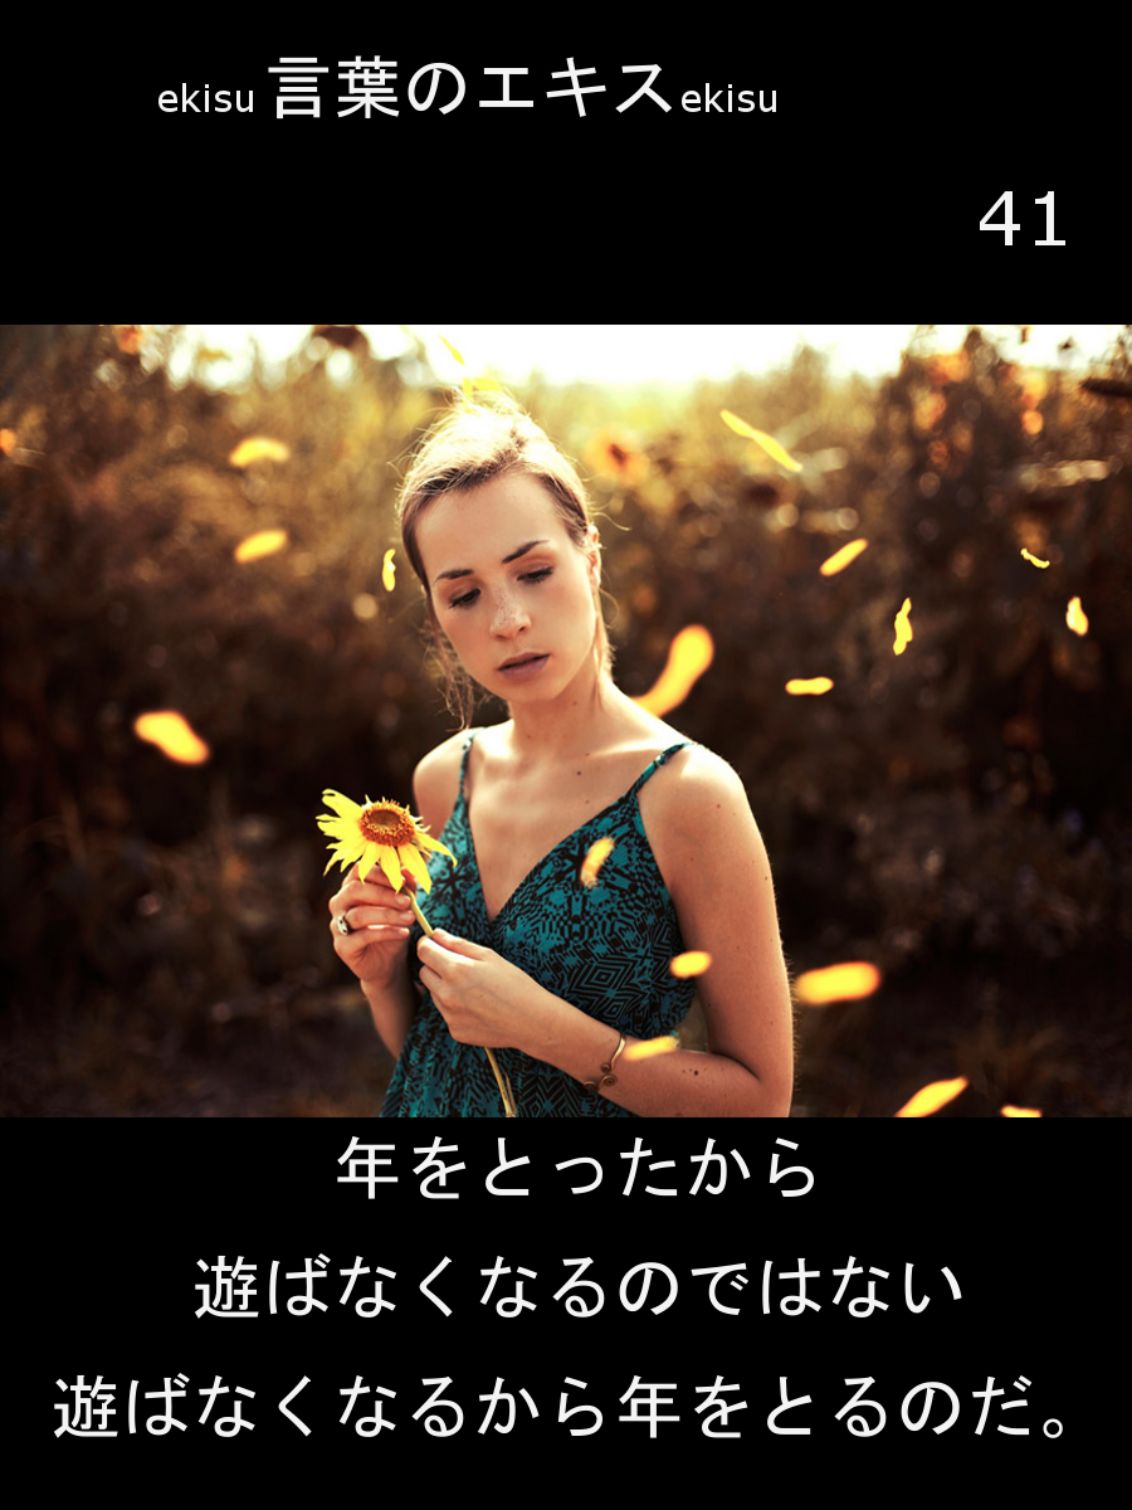 ekisu 言葉のエキス ekisu
41
年をとったから
遊ばなくなるのではない
遊ばなくなるから年をとるのだ。